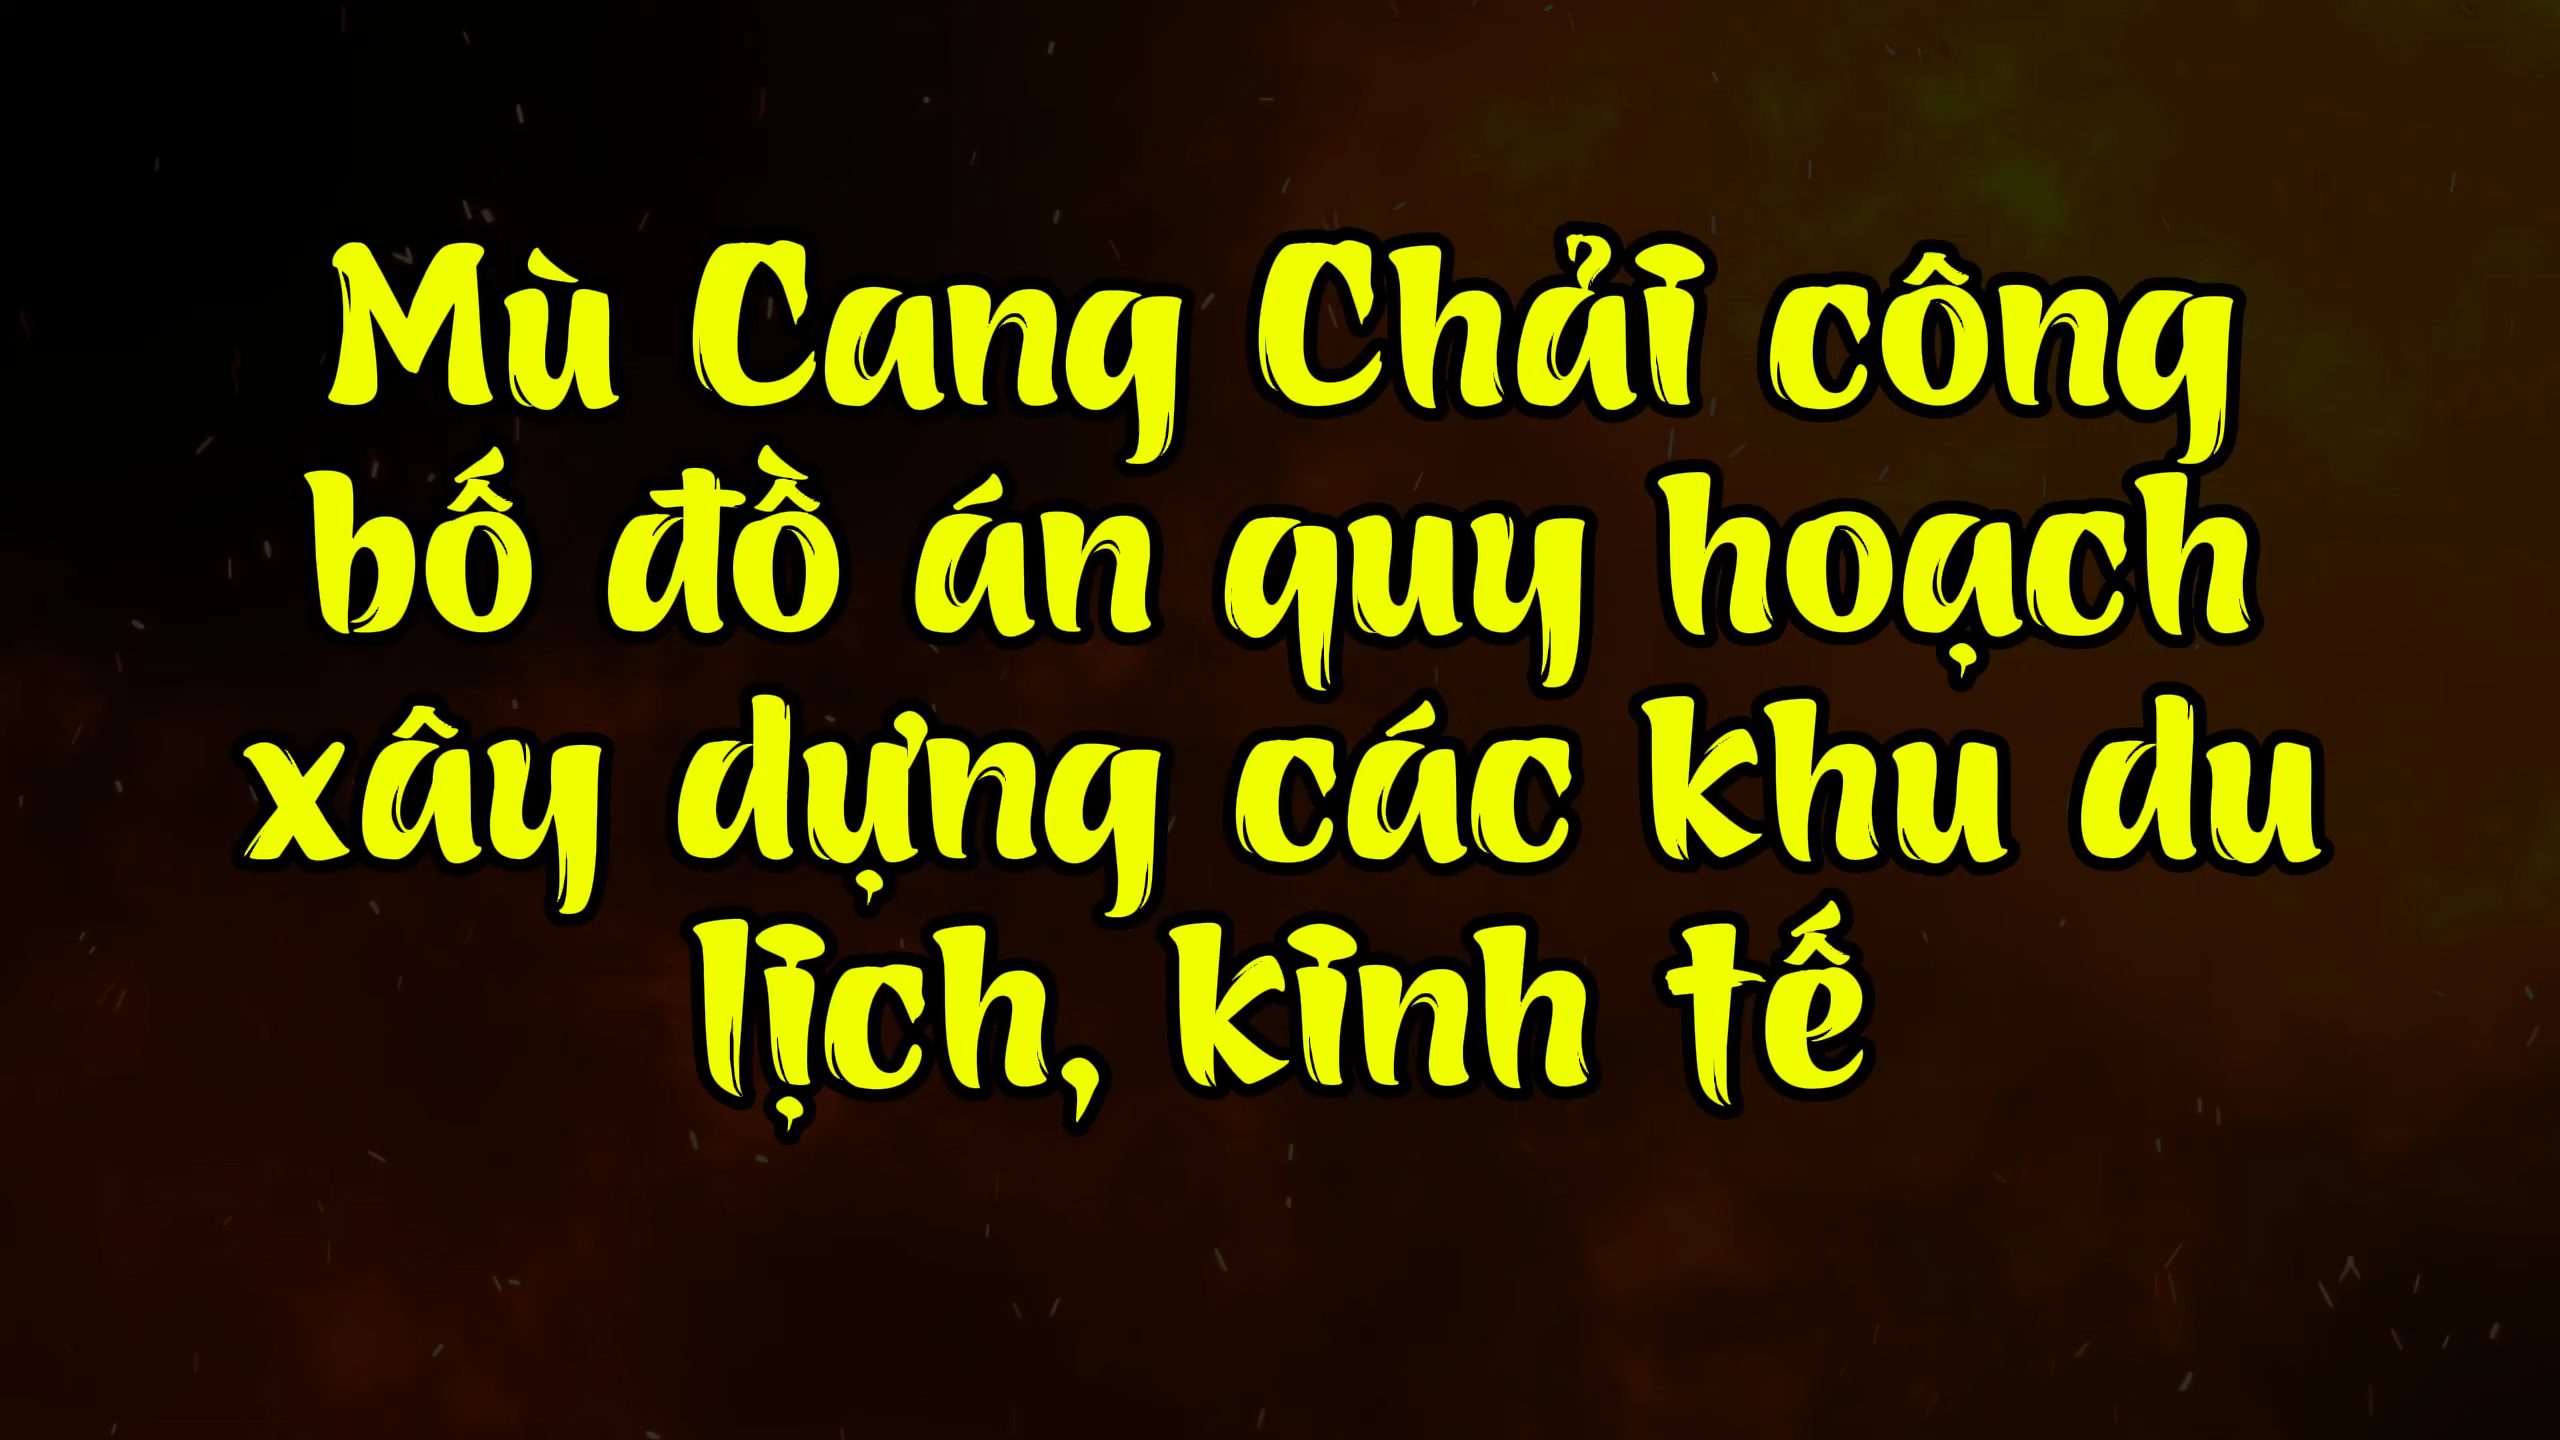 Mù Cang Chải công
bố đồ án quy hoạch
xây dựng các khu du
lịch, kinh tế